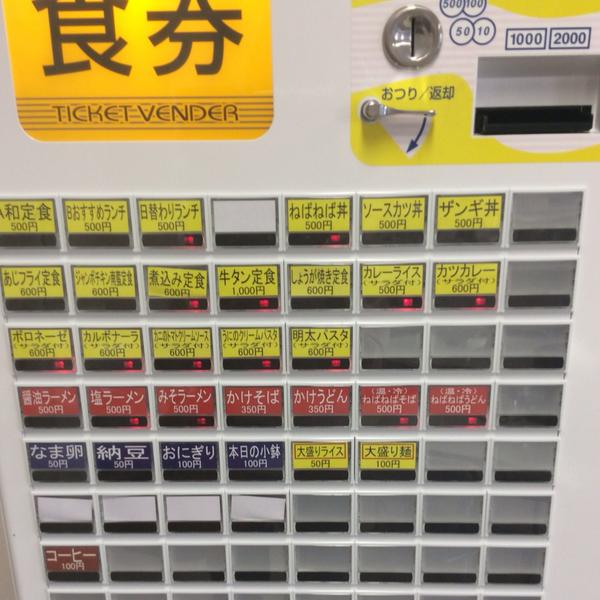 食券
TICKET VENDER
500 100
50 10
1000 2000
おつり/返却
A和定食
500円
Bおすすめランチ
500円
日替わりランチ
500円
ねばねば丼
500円
ソースカツ丼
500円
ザンギ丼
500円
あじフライ定食
600円
ジャンボチキン南蛮定食
600円
煮込み定食
600円
牛タン定食
1,000円
しょうが焼き定食
600円
カレーライス
(サラダ付)
500円
カツカレー
(サラダ付)
600円
ボロネーゼ
(サラダ付)
600円
カルボナーラ
(サラダ付)
600円
カニのトマトクリームソース
(サラダ付)
600円
うにのクリームパスタ
(サラダ付)
600円
明太パスタ
(サラダ付)
600円
醤油ラーメン
500円
塩ラーメン
500円
みそラーメン
500円
かけそば
350円
かけうどん
350円
(温・冷)
ねばねばそば
500円
(温・冷)
ねばねばうどん
500円
なま卵
50円
納豆
50円
おにぎり
100円
本日の小鉢
100円
大盛りライス
50円
大盛り麺
100円
コーヒー
100円